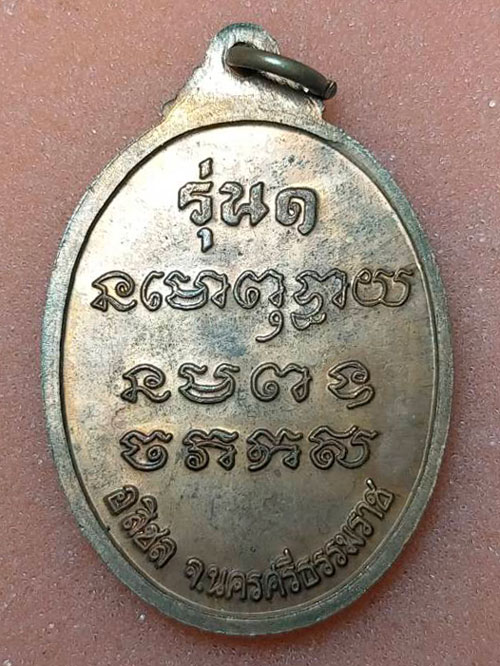 รุ่น๑
នមោពុទ្ធាយ
ន ម ព ទ
ច ភ ក ស
อ.สิชล จ.นครศรีธรรมราช